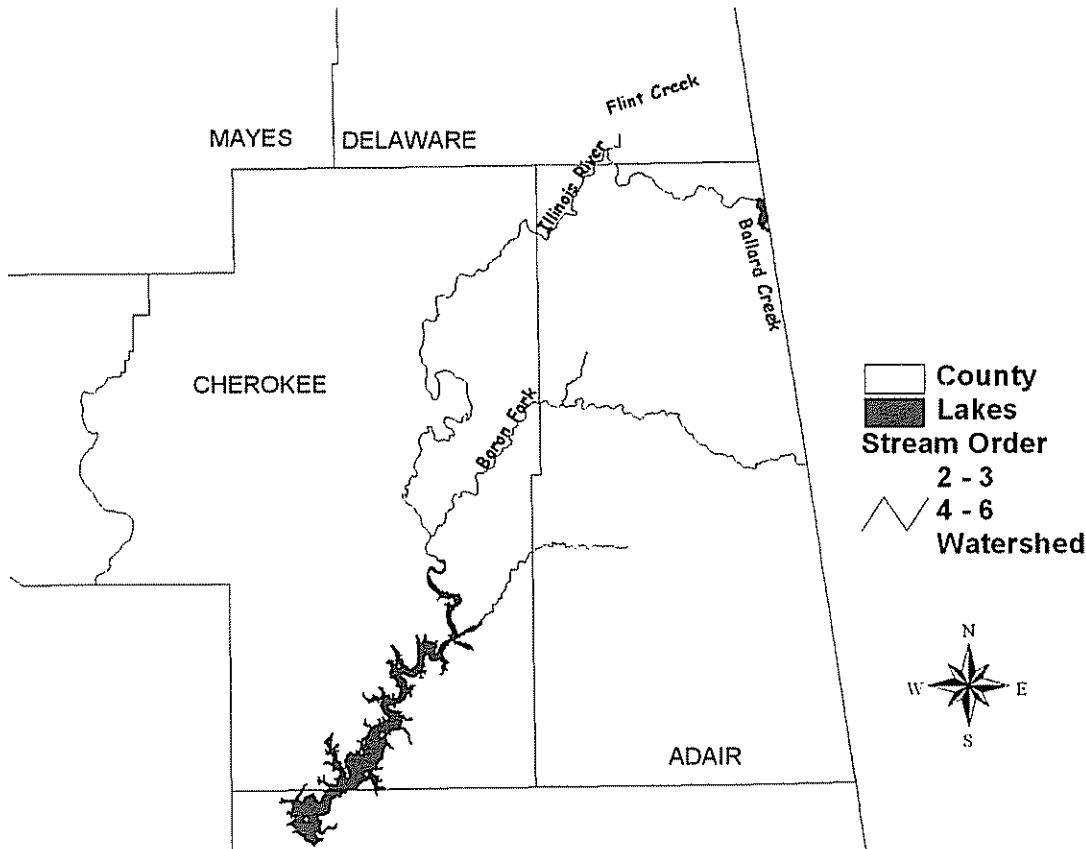 Flint Creek
MAYES
DELAWARE
Illinois River
Ballard Creek
CHEROKEE
Baron Fork
County
Lakes
Stream Order
2 - 3
4 - 6
Watershed
N
W
E
S
ADAIR